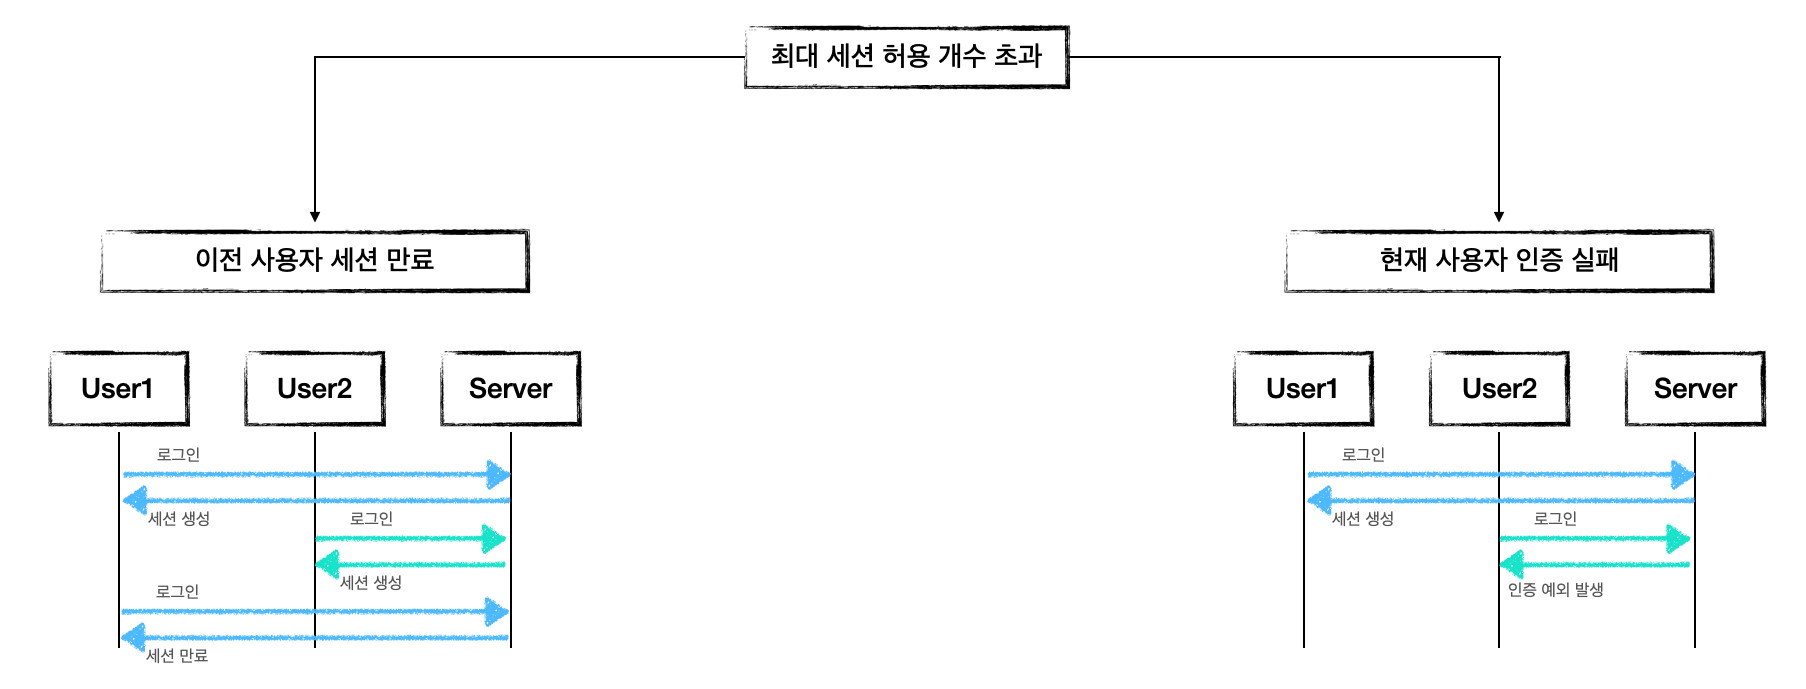 최대 세션 허용 개수 초과
이전 사용자 세션 만료
User1
User2
Server
로그인
세션 생성
로그인
세션 생성
로그인
세션 만료
현재 사용자 인증 실패
User1
User2
Server
로그인
세션 생성
로그인
인증 예외 발생